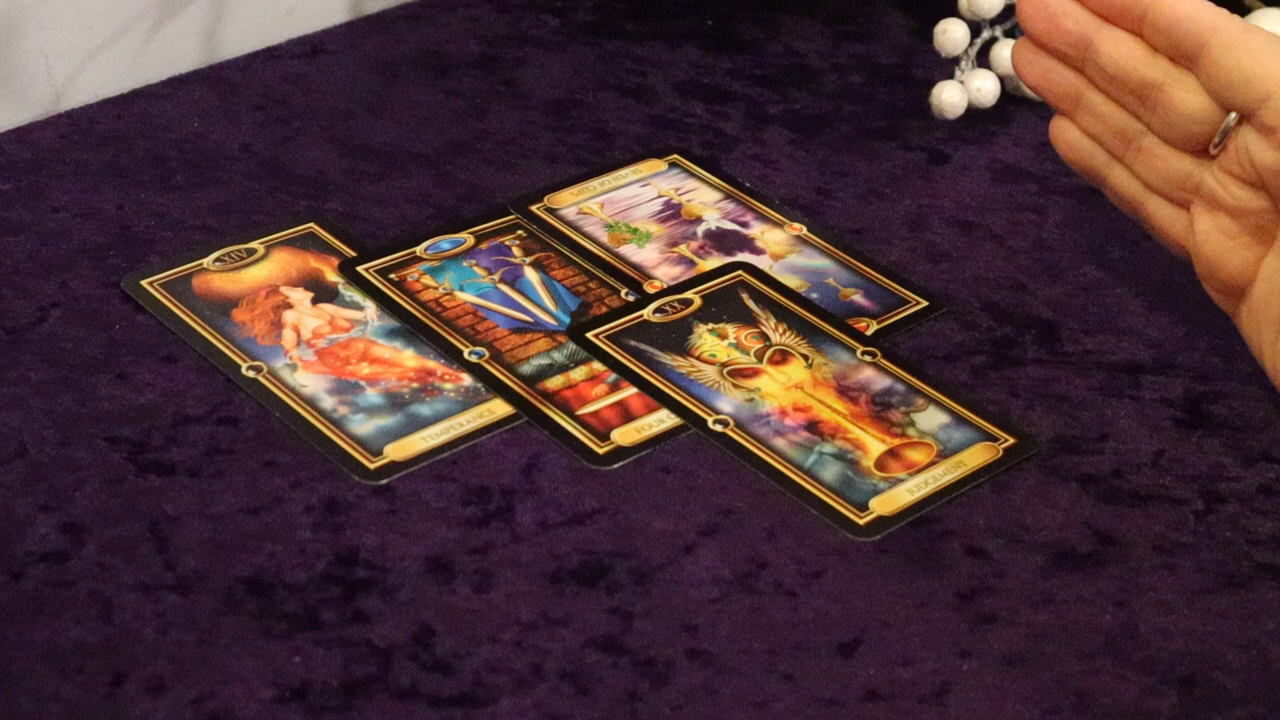 SEVEN OF CUPS
XIV
XX
TEMPERANCE
FOUR
JUDGEMENT